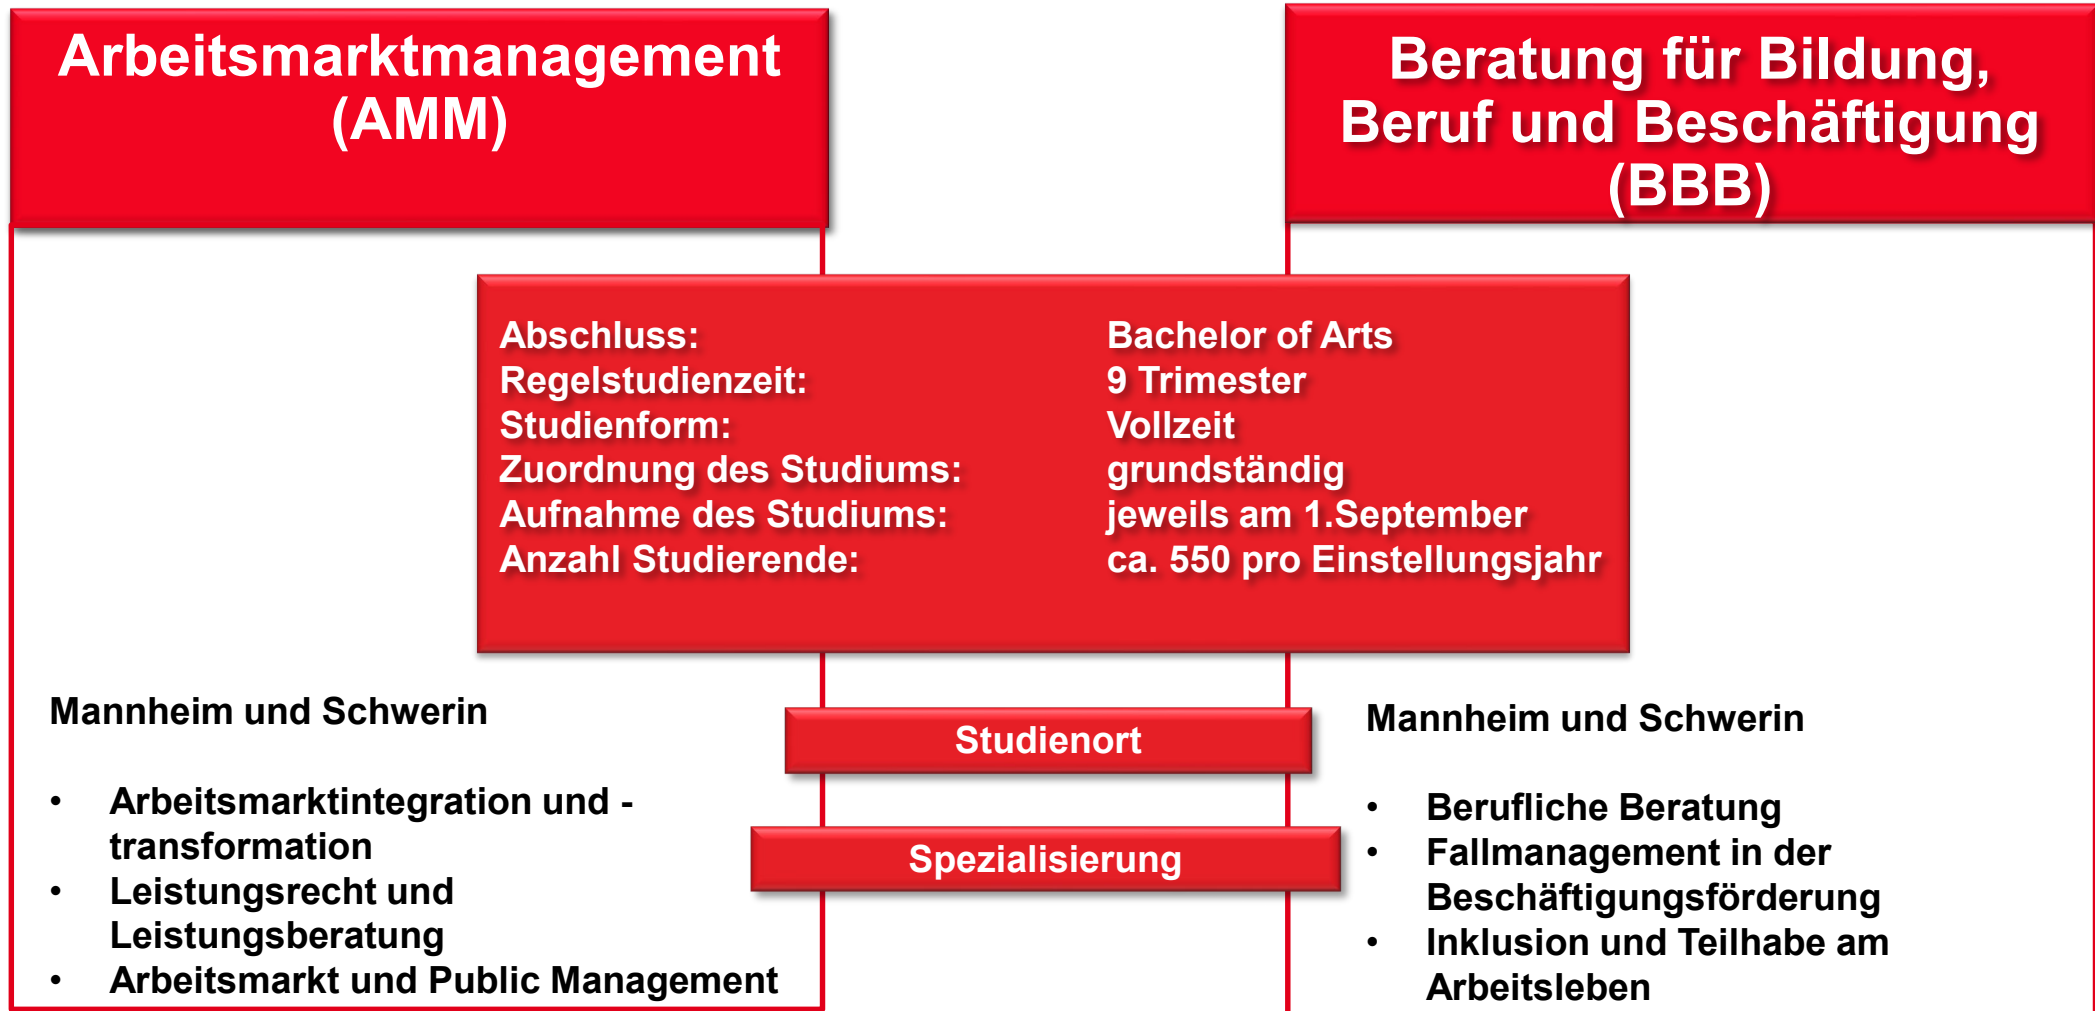 Arbeitsmarktmanagement
(AMM)
Beratung für Bildung,
Beruf und Beschäftigung
(BBB)
Abschluss: Bachelor of Arts
Regelstudienzeit: 9 Trimester
Studienform: Vollzeit
Zuordnung des Studiums: grundständig
Aufnahme des Studiums: jeweils am 1.September
Anzahl Studierende: ca. 550 pro Einstellungsjahr
Mannheim und Schwerin
Studienort
Mannheim und Schwerin
• Arbeitsmarktintegration und -
transformation
• Leistungsrecht und
Leistungsberatung
• Arbeitsmarkt und Public Management
Spezialisierung
• Berufliche Beratung
• Fallmanagement in der
Beschäftigungsförderung
• Inklusion und Teilhabe am
Arbeitsleben